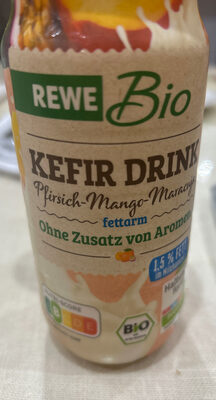 REWE Bio
KEFIR DRINK
Pfirsich-Mango-Maracuja
fettarm
Ohne Zusatz von Aromen
1,5 % FETT
BIO